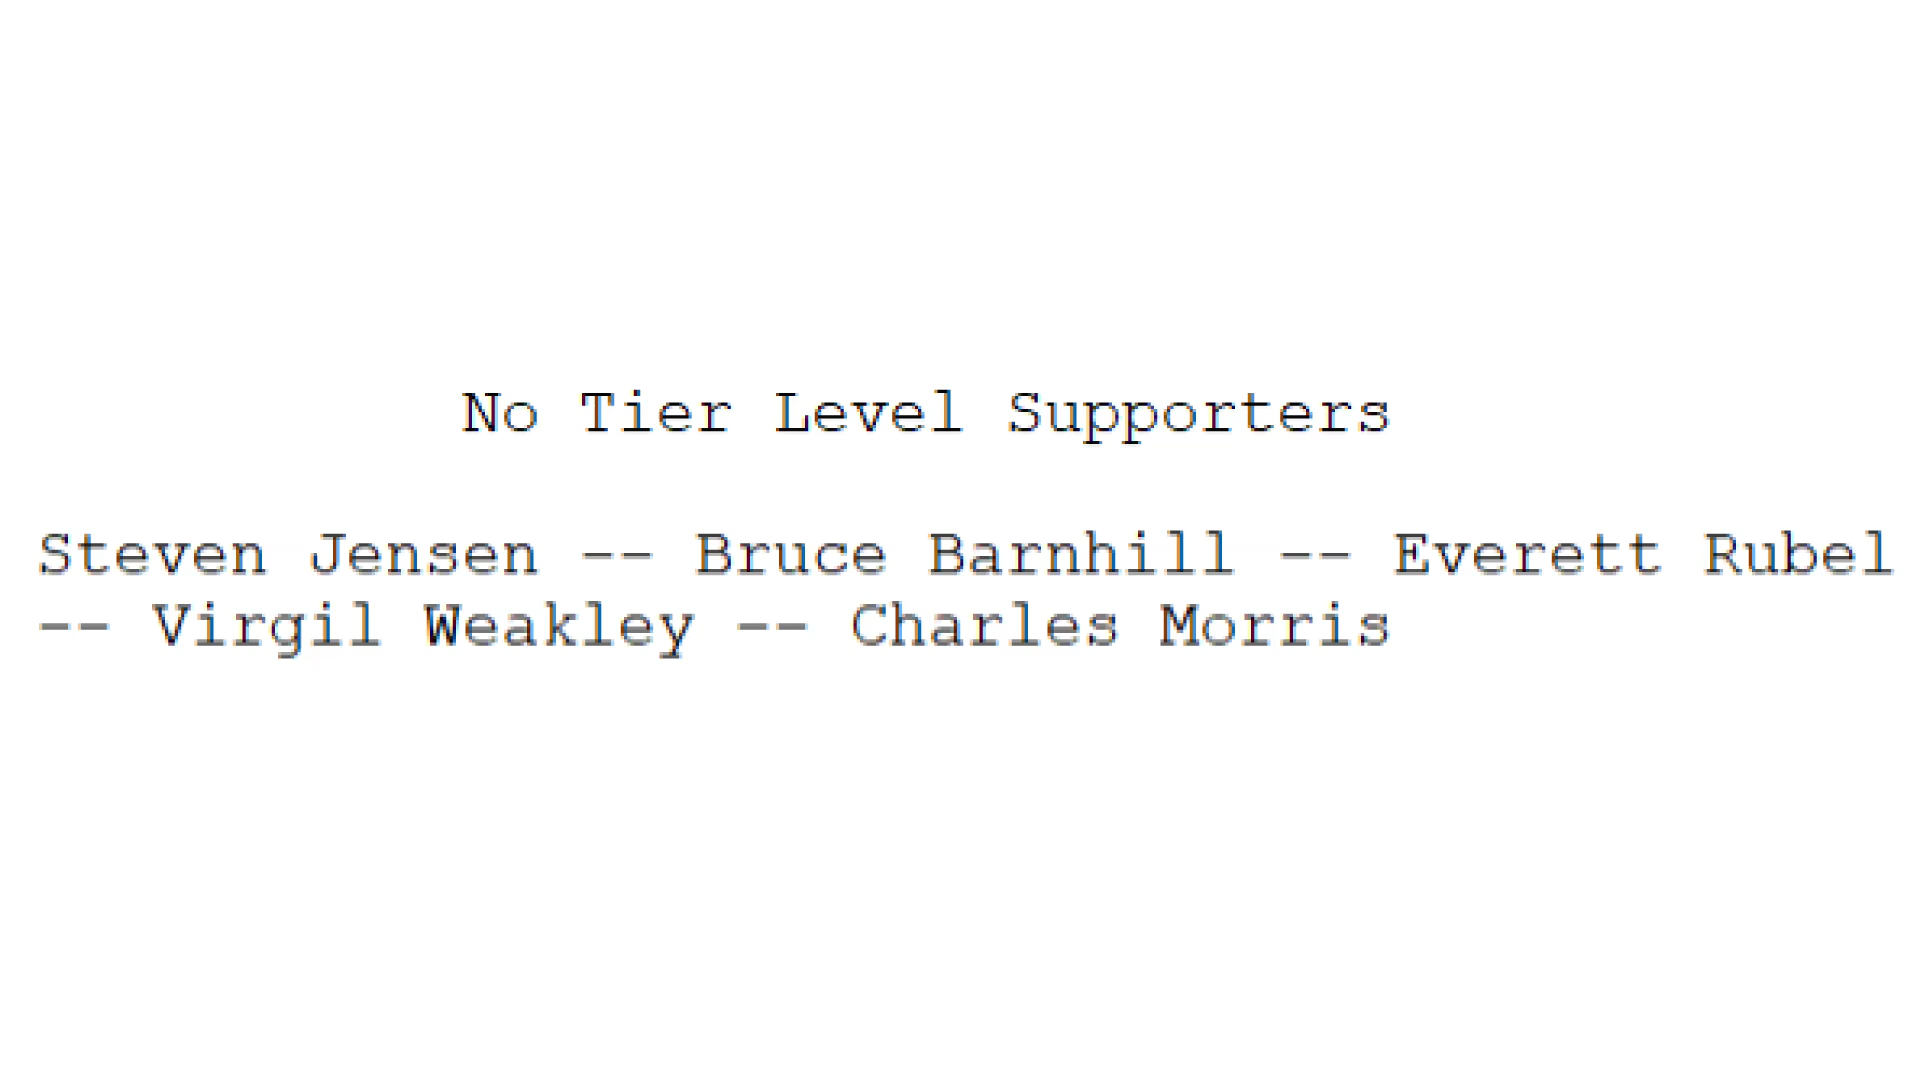 No Tier Level Supporters
Steven Jensen -- Bruce Barnhill -- Everett Rubel
-- Virgil Weakley -- Charles Morris